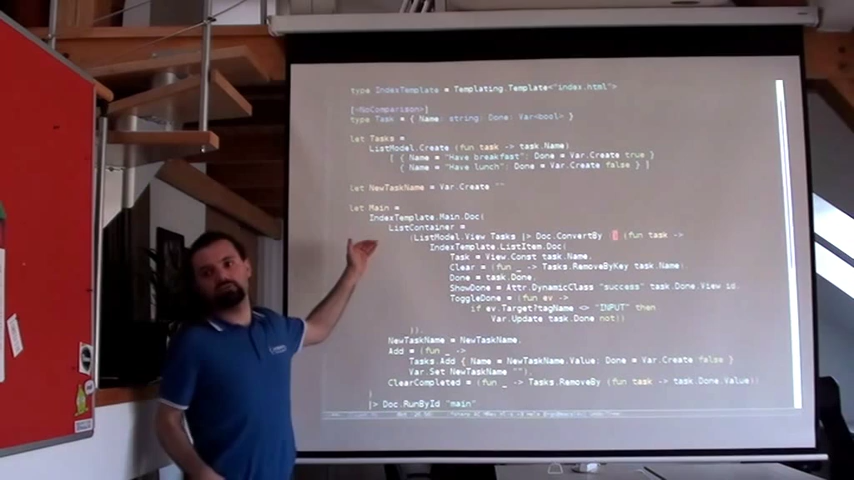 type IndexTemplate = Templating.Template<"index.html">
[<NoComparison>]
type Task = { Name: string; Done: Var<bool> }
let Tasks =
ListModel.Create (fun task -> task.Name)
[ { Name = "Have breakfast"; Done = Var.Create true }
{ Name = "Have lunch"; Done = Var.Create false } ]
let NewTaskName = Var.Create ""
let Main =
IndexTemplate.Main.Doc(
ListContainer =
(ListModel.View Tasks |> Doc.ConvertBy (fun task ->
IndexTemplate.ListItem.Doc(
Task = View.Const task.Name,
Clear = (fun _ -> Tasks.RemoveByKey task.Name)
Done = task.Done,
ShowDone = Attr.DynamicClass "success" task.Done.View id,
ToggleDone = (fun ev ->
if ev.Target?tagName <> "INPUT" then
Var.Update task.Done not))
)),
NewTaskName = NewTaskName,
Add = (fun _ ->
Tasks.Add { Name = NewTaskName.Value; Done = Var.Create false }
Var.Set NewTaskName ""),
ClearCompleted = (fun _ -> Tasks.RemoveBy (fun task -> task.Done.Value))
)
|> Doc.RunById "main"